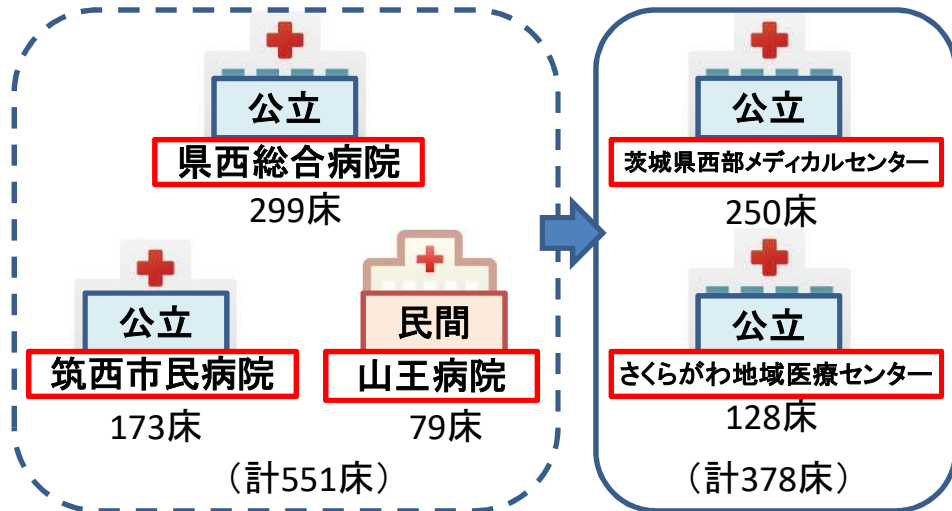 公立
県西総合病院
299床
公立
筑西市民病院
173床
民間
山王病院
79床
（計551床）
公立
茨城県西部メディカルセンター
250床
公立
さくらがわ地域医療センター
128床
（計378床）